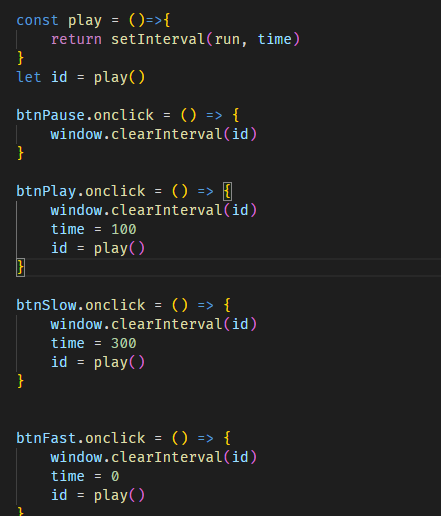 const play = ()=>{
    return setInterval(run, time)
}
let id = play()

btnPause.onclick = () => {
    window.clearInterval(id)
}

btnPlay.onclick = () => {
    window.clearInterval(id)
    time = 100
    id = play()
}

btnSlow.onclick = () => {
    window.clearInterval(id)
    time = 300
    id = play()
}


btnFast.onclick = () => {
    window.clearInterval(id)
    time = 0
    id = play()
}